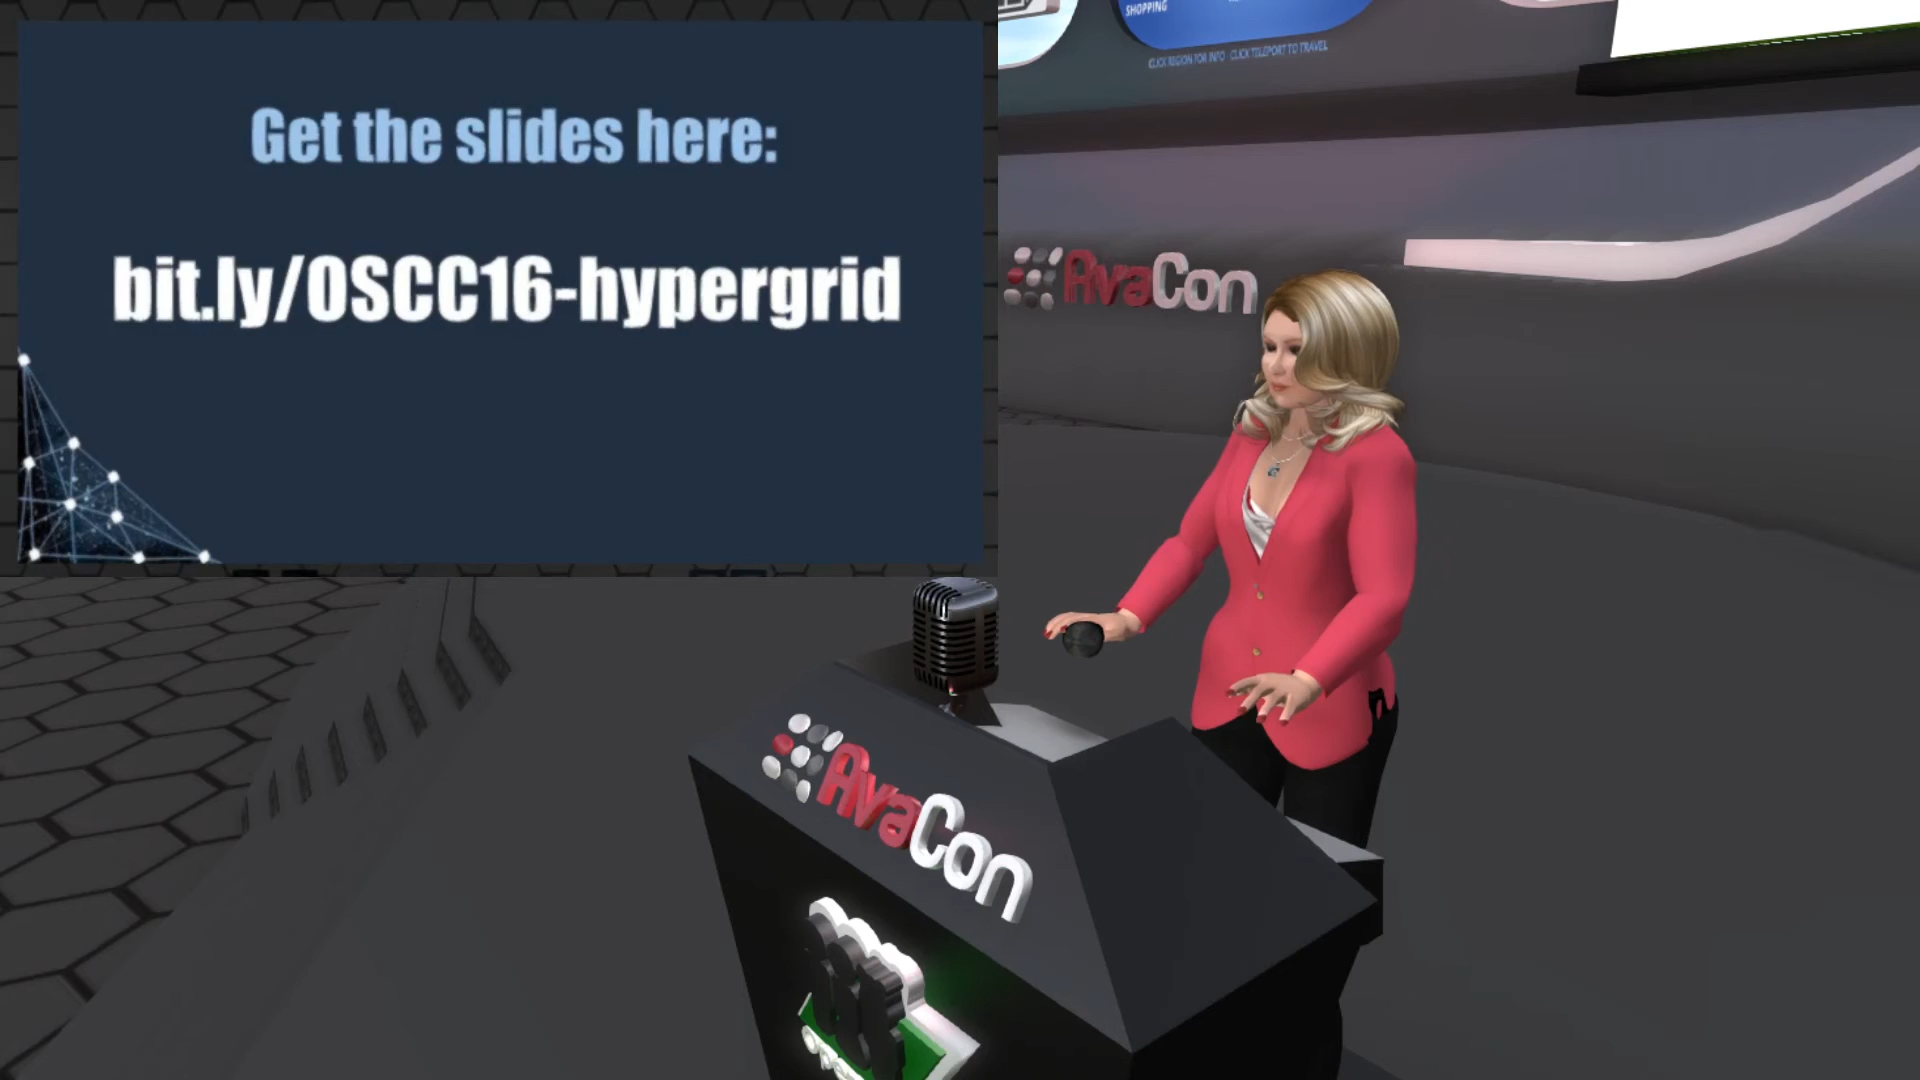 Get the slides here:
bit.ly/OSCC16-hypergrid
SHOPPING
CLICK REGION FOR INFO CLICK TELEPORT TO TRAVEL
AvaCon
AvaCon
open